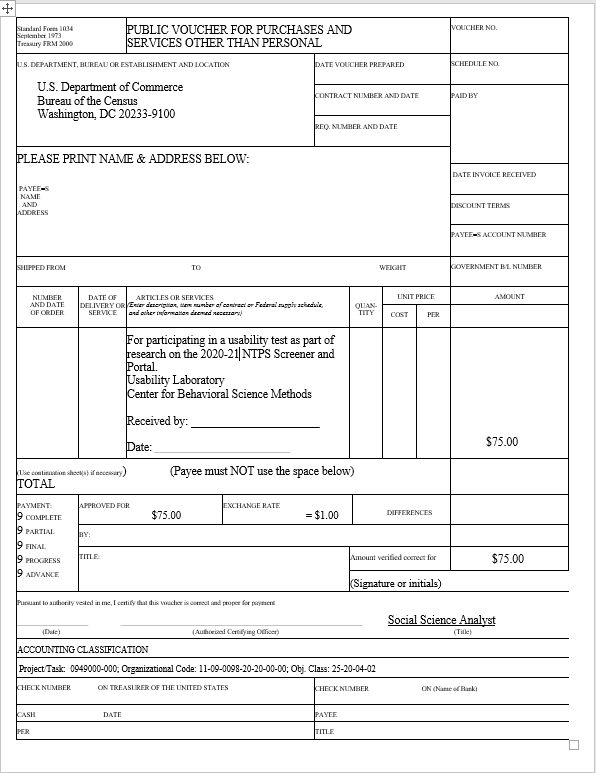 Standard Form 1034
September 1973
Treasury FRM 2000
PUBLIC VOUCHER FOR PURCHASES AND
SERVICES OTHER THAN PERSONAL
VOUCHER NO.
U.S. DEPARTMENT, BUREAU OR ESTABLISHMENT AND LOCATION
U.S. Department of Commerce
Bureau of the Census
Washington, DC 20233-9100
DATE VOUCHER PREPARED
SCHEDULE NO.
CONTRACT NUMBER AND DATE
PAID BY
REQ. NUMBER AND DATE
PLEASE PRINT NAME & ADDRESS BELOW:
PAYEE=S
NAME
AND
ADDRESS
DATE INVOICE RECEIVED
DISCOUNT TERMS
PAYEE=S ACCOUNT NUMBER
SHIPPED FROM TO WEIGHT
GOVERNMENT B/L NUMBER
NUMBER
AND DATE
OF ORDER
DATE OF
DELIVERY OR
SERVICE
ARTICLES OR SERVICES
(Enter description, item number of contract or Federal supply schedule,
and other information deemed necessary)
QUAN-
TITY
UNIT PRICE
COST PER
AMOUNT
For participating in a usability test as part of
research on the 2020-21 NTPS Screener and
Portal.
Usability Laboratory
Center for Behavioral Science Methods
Received by: ____________________
Date: ____________________
$75.00
(Use continuation sheet(s) if necessary) (Payee must NOT use the space below)
TOTAL
PAYMENT:
9 COMPLETE
9 PARTIAL
9 FINAL
9 PROGRESS
9 ADVANCE
APPROVED FOR
$75.00
EXCHANGE RATE
= $1.00
DIFFERENCES
BY:
TITLE:
Amount verified correct for
$75.00
(Signature or initials)
Pursuant to authority vested in me, I certify that this voucher is correct and proper for payment
Social Science Analyst
(Date) (Authorized Certifying Officer) (Title)
ACCOUNTING CLASSIFICATION
Project/Task: 0949000-000; Organizational Code: 11-09-0098-20-20-00-00; Obj. Class: 25-20-04-02
CHECK NUMBER ON TREASURER OF THE UNITED STATES
CHECK NUMBER ON (Name of Bank)
CASH DATE
PAYEE
PER
TITLE